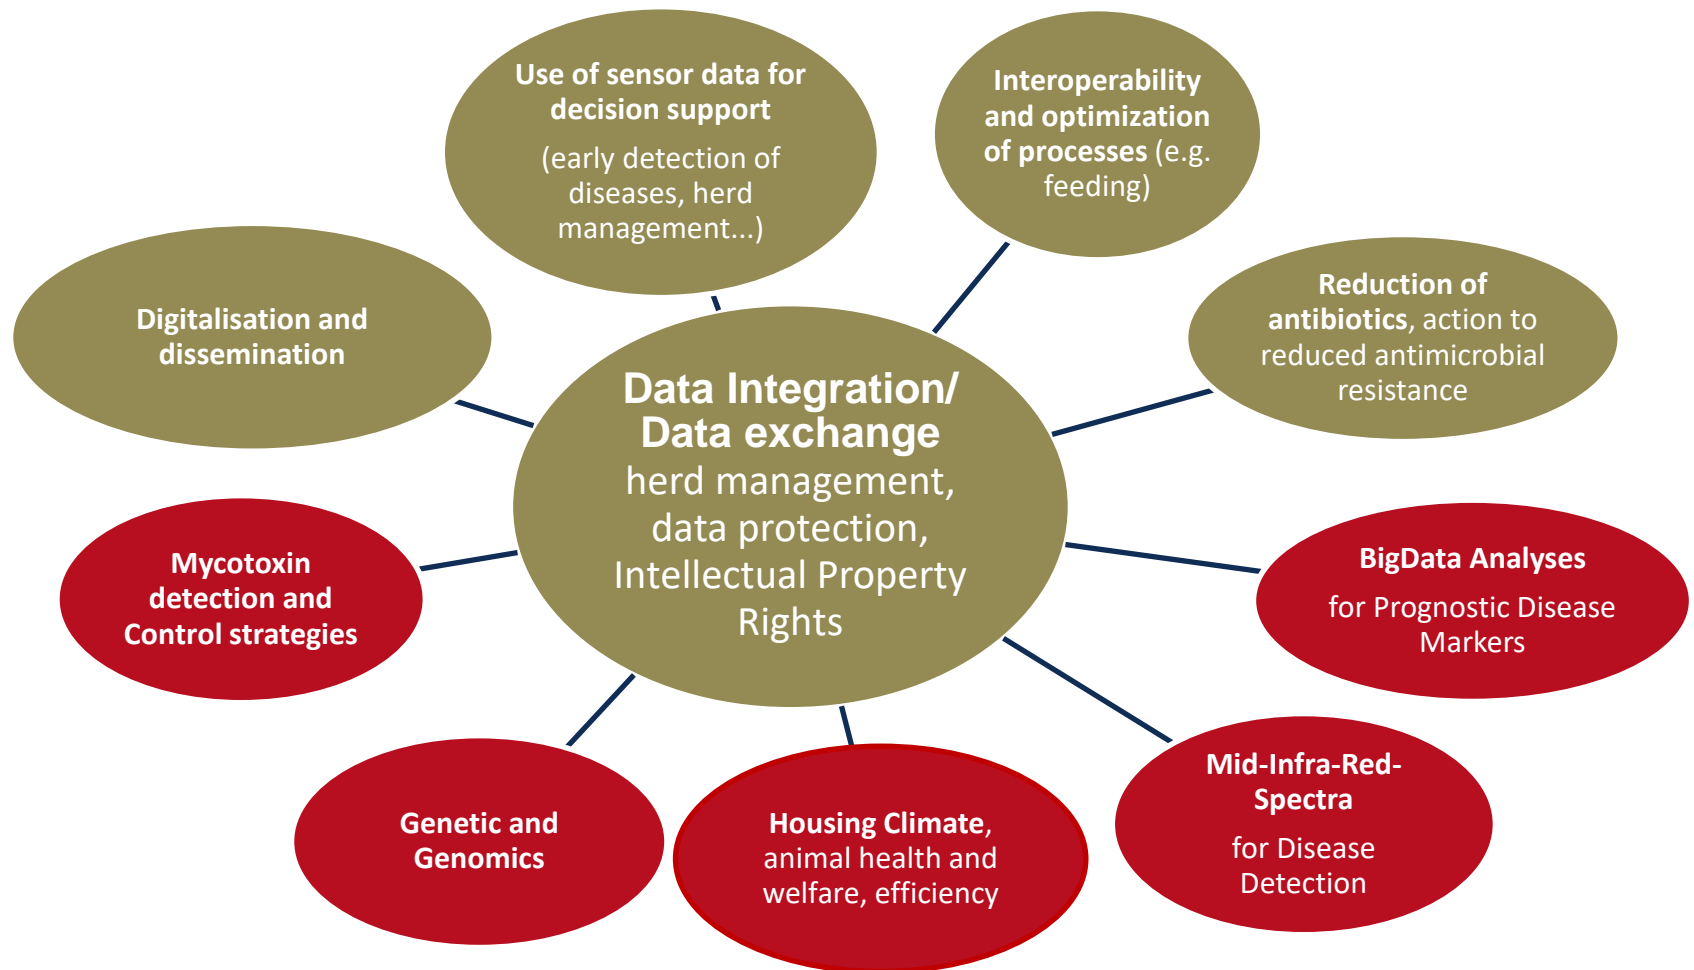 Use of sensor data for
decision support
(early detection of
diseases, herd
management...)
Interoperability
and optimization
of processes (e.g.
feeding)
Digitalisation and
dissemination
Reduction of
antibiotics, action to
reduced antimicrobial
resistance
Data Integration/
Data exchange
herd management,
data protection,
Intellectual Property
Rights
Mycotoxin
detection and
Control strategies
BigData Analyses
for Prognostic Disease
Markers
Genetic and
Genomics
Housing Climate,
animal health and
welfare, efficiency
Mid-Infra-Red-
Spectra
for Disease
Detection